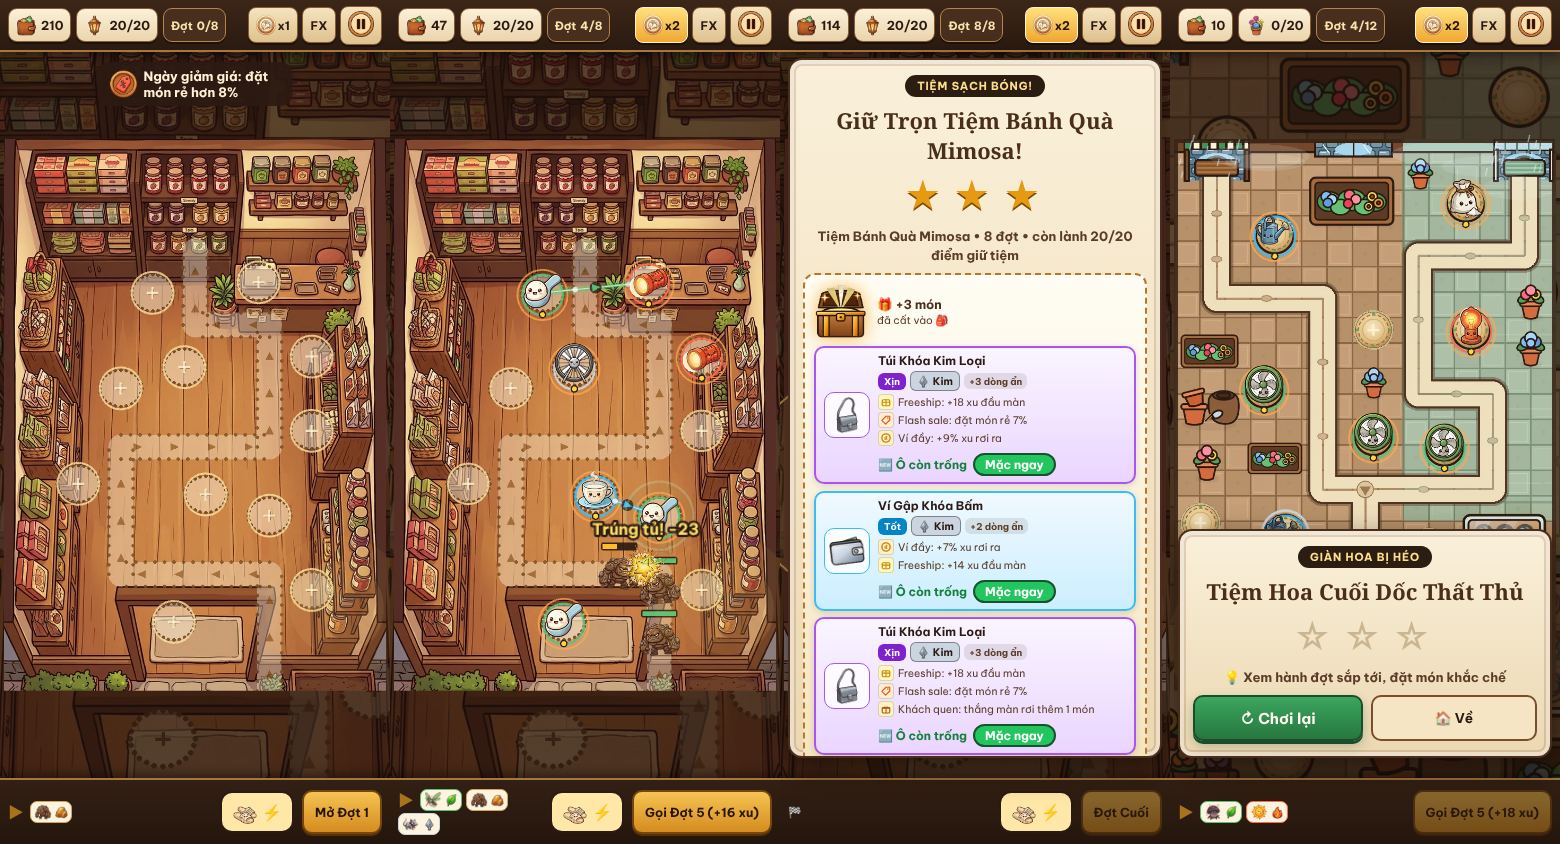 210
20/20
Đợt 0/8
x1
FX
Ngày giảm giá: đặt
món rẻ hơn 8%
Mở Đợt 1
47
20/20
Đợt 4/8
x2
FX
Trúng tủ! -23
Gọi Đợt 5 (+16 xu)
114
20/20
Đợt 8/8
x2
FX
TIỆM SẠCH BÓNG!
Giữ Trọn Tiệm Bánh Quà
Mimosa!
Tiệm Bánh Quà Mimosa • 8 đợt • còn lành 20/20
điểm giữ tiệm
+3 món
đã cất vào
Túi Khóa Kim Loại
Xịn Kim +3 dòng ẩn
Freeship: +18 xu đầu màn
Flash sale: đặt món rẻ 7%
Ví đầy: +9% xu rơi ra
NEW Ô còn trống Mặc ngay
Ví Gập Khóa Bấm
Tốt Kim +2 dòng ẩn
Ví đầy: +7% xu rơi ra
Freeship: +14 xu đầu màn
NEW Ô còn trống Mặc ngay
Túi Khóa Kim Loại
Xịn Kim +3 dòng ẩn
Freeship: +18 xu đầu màn
Flash sale: đặt món rẻ 7%
Khách quen: thắng màn rơi thêm 1 món
NEW Ô còn trống Mặc ngay
Đợt Cuối
10
0/20
Đợt 4/12
x2
FX
GIÀN HOA BỊ HÉO
Tiệm Hoa Cuối Dốc Thất Thủ
Xem hành đợt sắp tới, đặt món khắc chế
Chơi lại
Về
Gọi Đợt 5 (+18 xu)